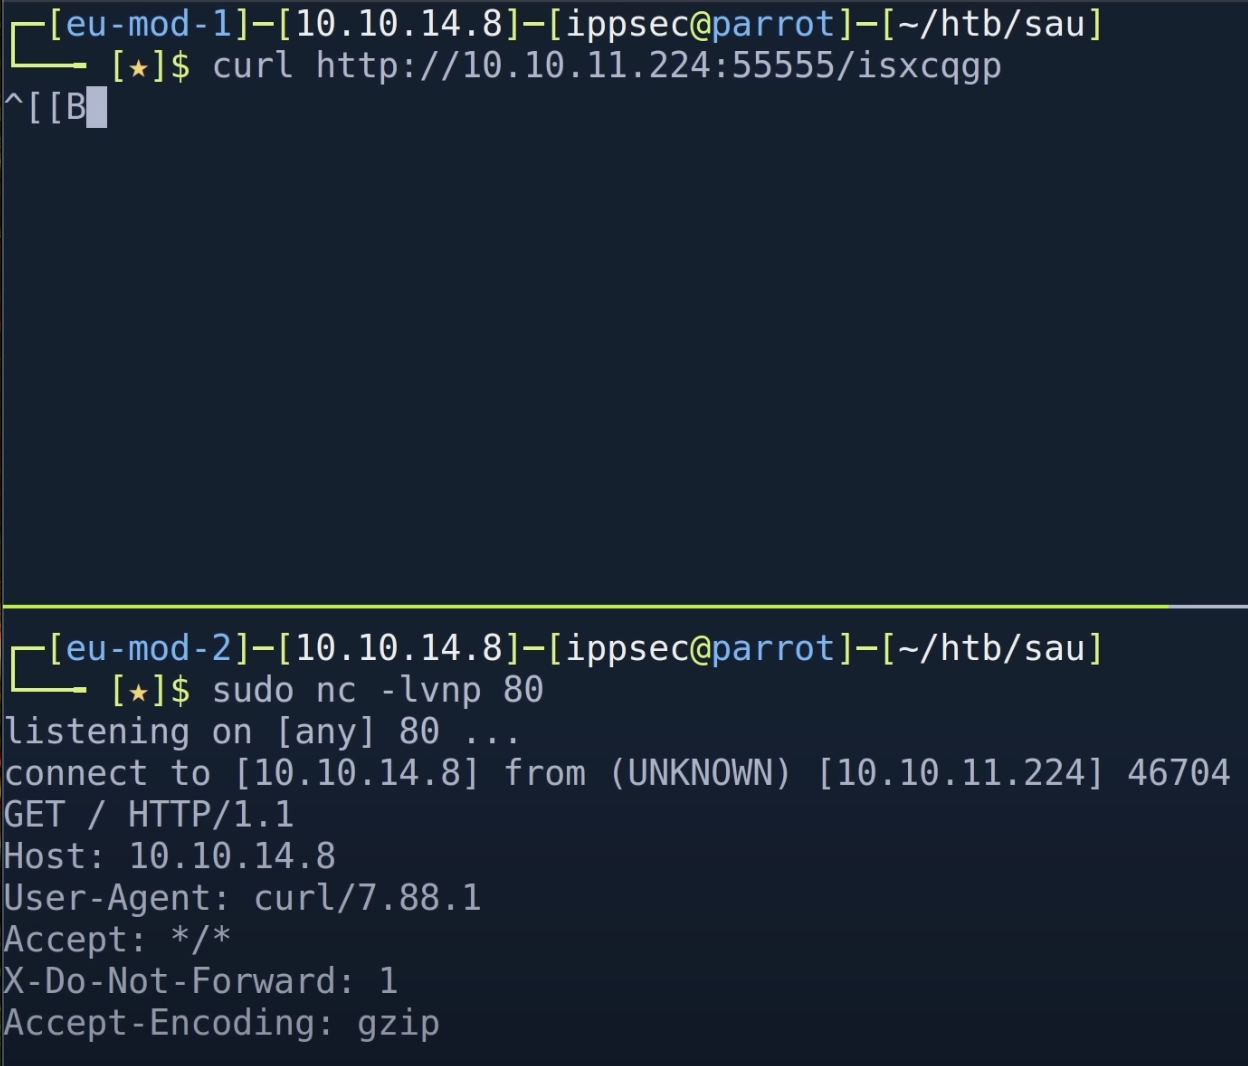 ┌─[eu-mod-1]─[10.10.14.8]─[ippsec@parrot]─[~/htb/sau]
└──╼ [★]$ curl http://10.10.11.224:55555/isxcqgp
^[[B
┌─[eu-mod-2]─[10.10.14.8]─[ippsec@parrot]─[~/htb/sau]
└──╼ [★]$ sudo nc -lvnp 80
listening on [any] 80 ...
connect to [10.10.14.8] from (UNKNOWN) [10.10.11.224] 46704
GET / HTTP/1.1
Host: 10.10.14.8
User-Agent: curl/7.88.1
Accept: */*
X-Do-Not-Forward: 1
Accept-Encoding: gzip